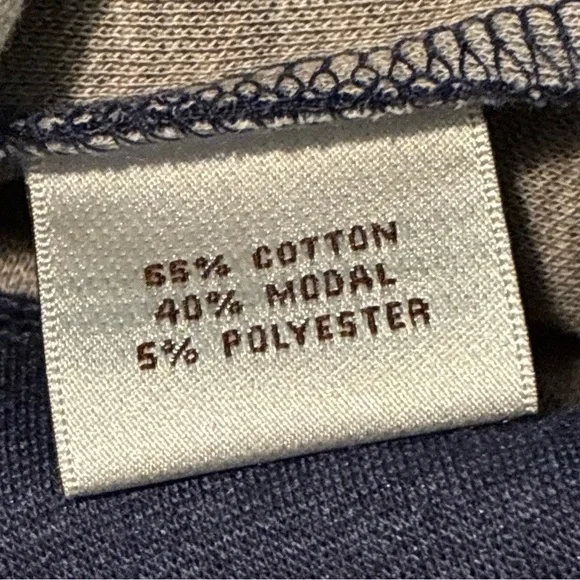 55% COTTON
40% MODAL
5% POLYESTER